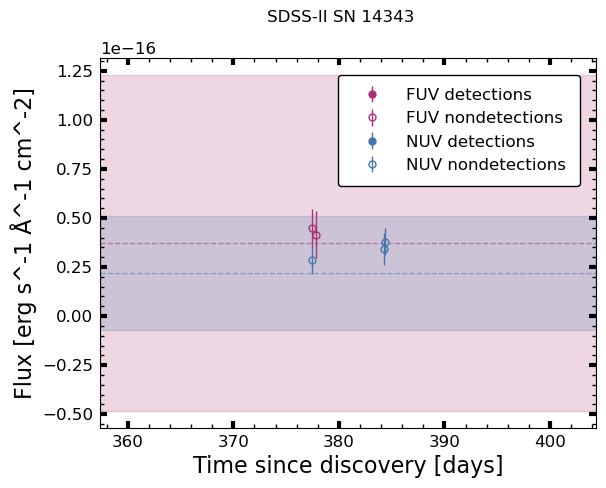 SDSS-II SN 14343
1e−16
1.25
1.00
0.75
0.50
0.25
0.00
−0.25
−0.50
Flux [erg s^-1 Å^-1 cm^-2]
FUV detections
FUV nondetections
NUV detections
NUV nondetections
360 370 380 390 400
Time since discovery [days]